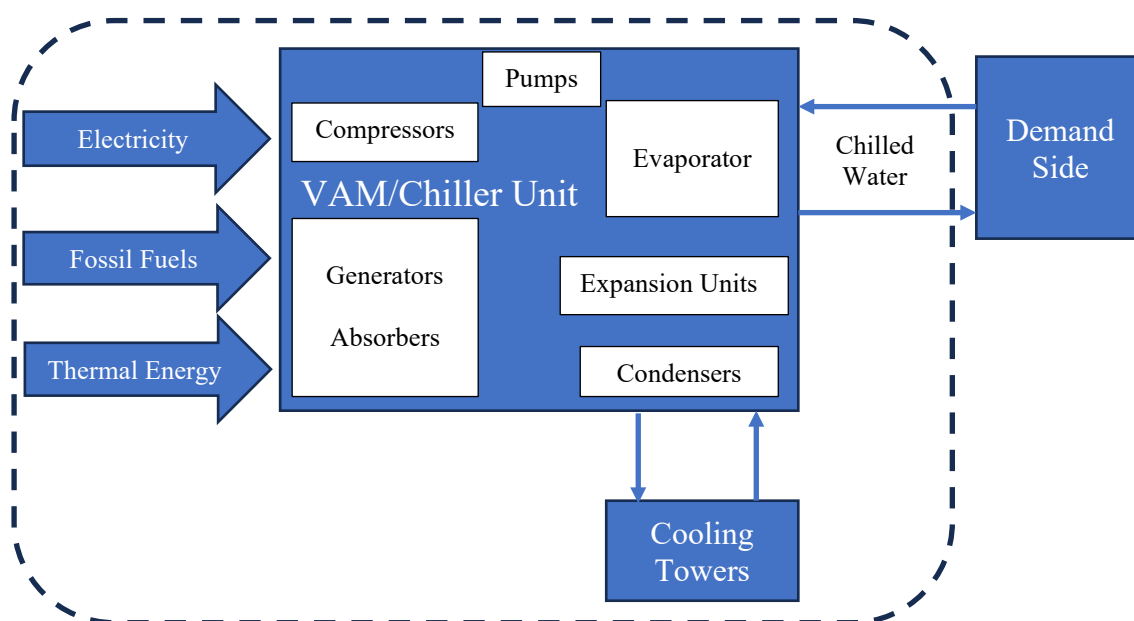 Pumps
Compressors
Electricity
Evaporator
Chilled
Water
Demand
Side
VAM/Chiller Unit
Fossil Fuels
Generators
Absorbers
Expansion Units
Thermal Energy
Condensers
Cooling
Towers